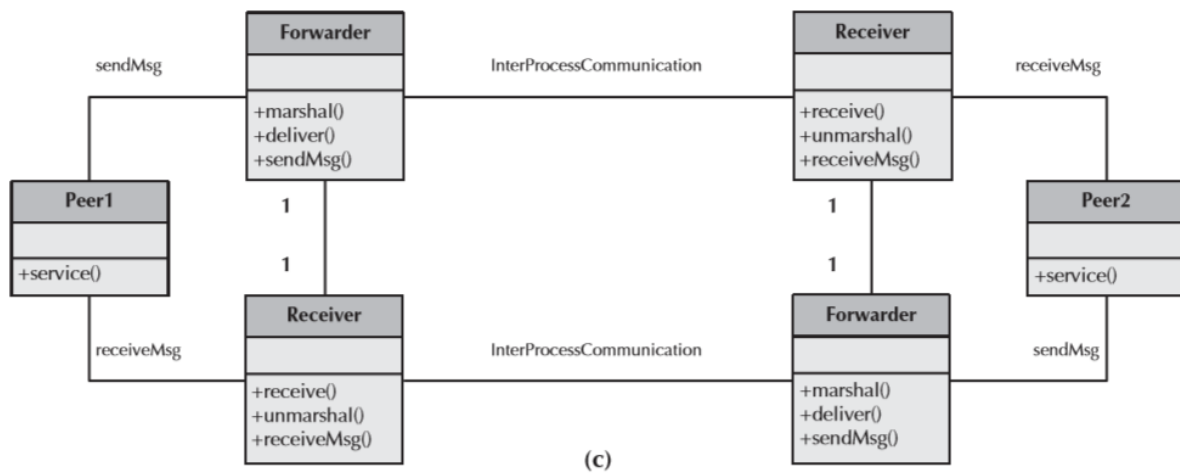 Forwarder
+marshal()
+deliver()
+sendMsg()
Receiver
+receive()
+unmarshal()
+receiveMsg()
sendMsg
InterProcessCommunication
receiveMsg
Peer1
+service()
1
1
1
1
Peer2
+service()
Receiver
+receive()
+unmarshal()
+receiveMsg()
Forwarder
+marshal()
+deliver()
+sendMsg()
receiveMsg
InterProcessCommunication
sendMsg
(c)